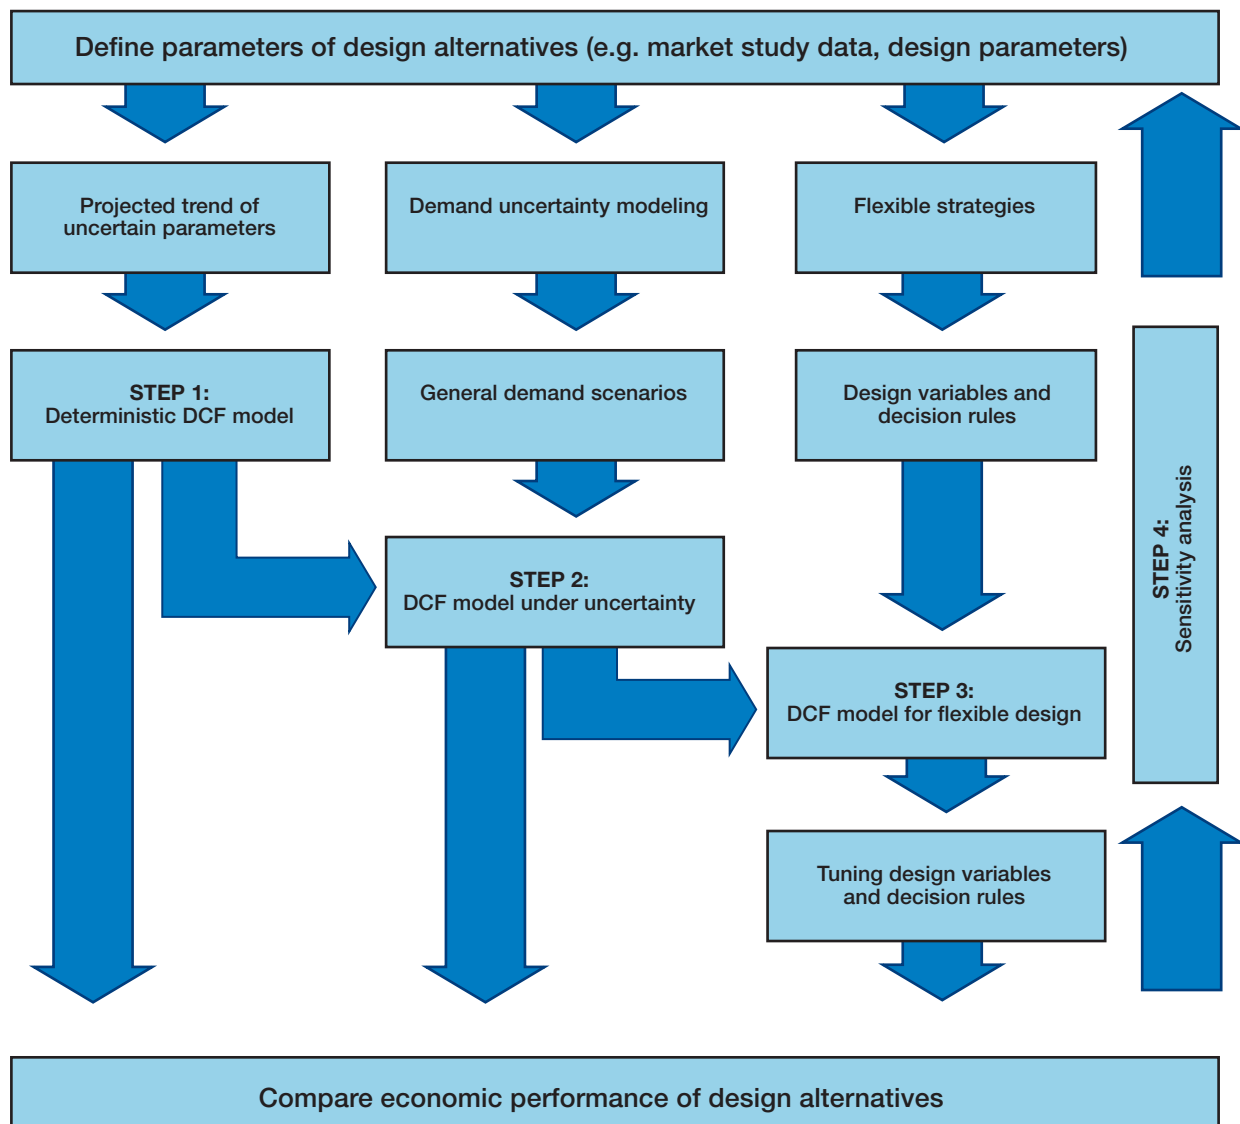 Define parameters of design alternatives (e.g. market study data, design parameters)
Projected trend of
uncertain parameters
Demand uncertainty modeling
Flexible strategies
STEP 1:
Deterministic DCF model
General demand scenarios
Design variables and
decision rules
STEP 2:
DCF model under uncertainty
STEP 3:
DCF model for flexible design
STEP 4:
Sensitivity analysis
Tuning design variables
and decision rules
Compare economic performance of design alternatives